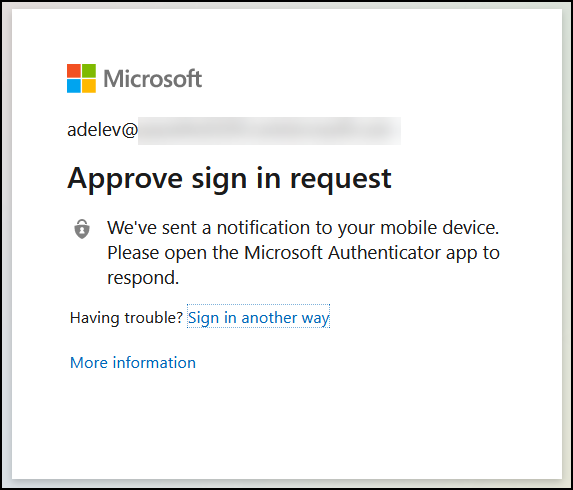 Microsoft
adelev@
Approve sign in request
We've sent a notification to your mobile device.
Please open the Microsoft Authenticator app to
respond.
Having trouble? Sign in another way
More information